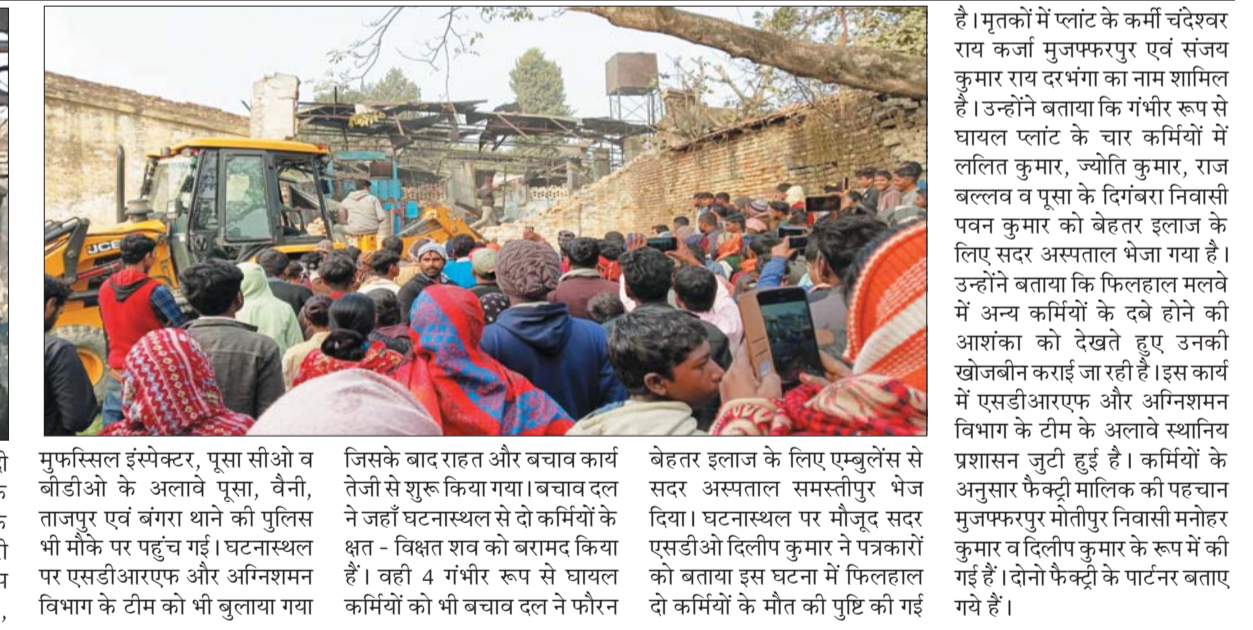 JCB
मुफस्सिल इंस्पेक्टर, पूसा सीओ व
बीडीओ के अलावे पूसा, वैनी,
ताजपुर एवं बंगरा थाने की पुलिस
भी मौके पर पहुंच गई। घटनास्थल
पर एसडीआरएफ और अग्निशमन
विभाग के टीम को भी बुलाया गया
जिसके बाद राहत और बचाव कार्य
तेजी से शुरू किया गया। बचाव दल
ने जहाँ घटनास्थल से दो कर्मियों के
क्षत - विक्षत शव को बरामद किया
हैं। वही 4 गंभीर रूप से घायल
कर्मियों को भी बचाव दल ने फौरन
बेहतर इलाज के लिए एम्बुलेंस से
सदर अस्पताल समस्तीपुर भेज
दिया। घटनास्थल पर मौजूद सदर
एसडीओ दिलीप कुमार ने पत्रकारों
को बताया इस घटना में फिलहाल
दो कर्मियों के मौत की पुष्टि की गई
है। मृतकों में प्लांट के कर्मी चंदेश्वर
राय कर्जा मुजफ्फरपुर एवं संजय
कुमार राय दरभंगा का नाम शामिल
है। उन्होंने बताया कि गंभीर रूप से
घायल प्लांट के चार कर्मियों में
ललित कुमार, ज्योति कुमार, राज
बल्लव व पूसा के दिगंबरा निवासी
पवन कुमार को बेहतर इलाज के
लिए सदर अस्पताल भेजा गया है।
उन्होंने बताया कि फिलहाल मलवे
में अन्य कर्मियों के दबे होने की
आशंका को देखते हुए उनकी
खोजबीन कराई जा रही है। इस कार्य
में एसडीआरएफ और अग्निशमन
विभाग के टीम के अलावे स्थानिय
प्रशासन जुटी हुई है। कर्मियों के
अनुसार फैक्ट्री मालिक की पहचान
मुजफ्फरपुर मोतीपुर निवासी मनोहर
कुमार व दिलीप कुमार के रूप में की
गई हैं। दोनो फैक्ट्री के पार्टनर बताए
गये हैं।